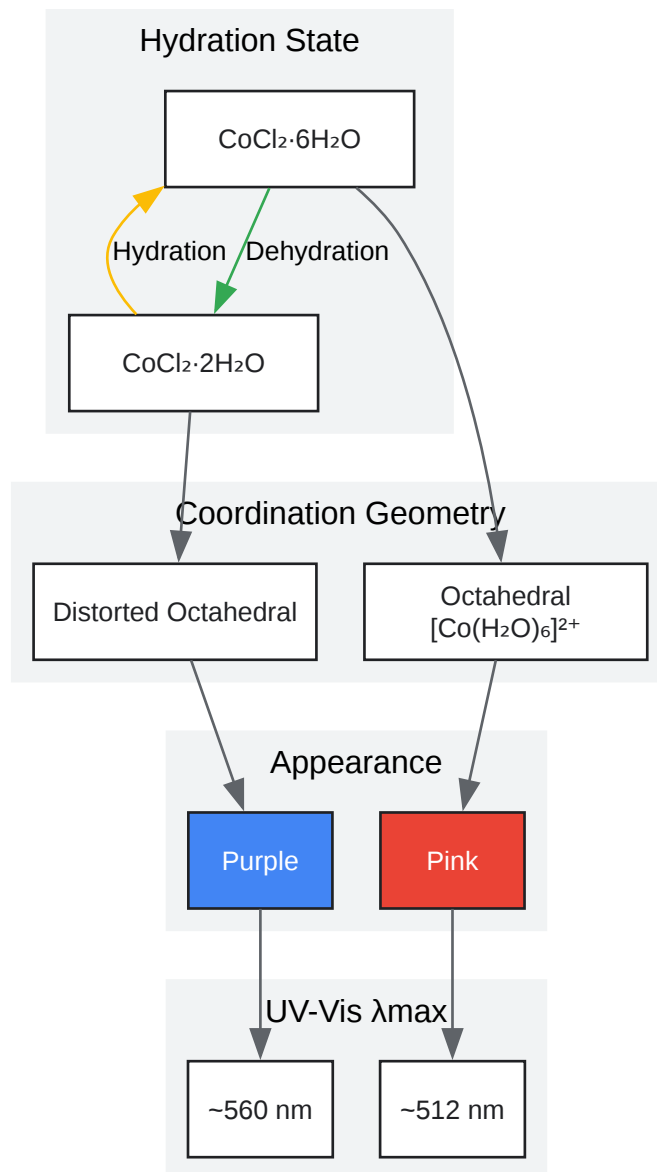 Hydration State
CoCl₂·6H₂O
Hydration
Dehydration
CoCl₂·2H₂O
Coordination Geometry
Distorted Octahedral
Octahedral
[Co(H₂O)₆]²⁺
Appearance
Purple
Pink
UV-Vis λmax
~560 nm
~512 nm